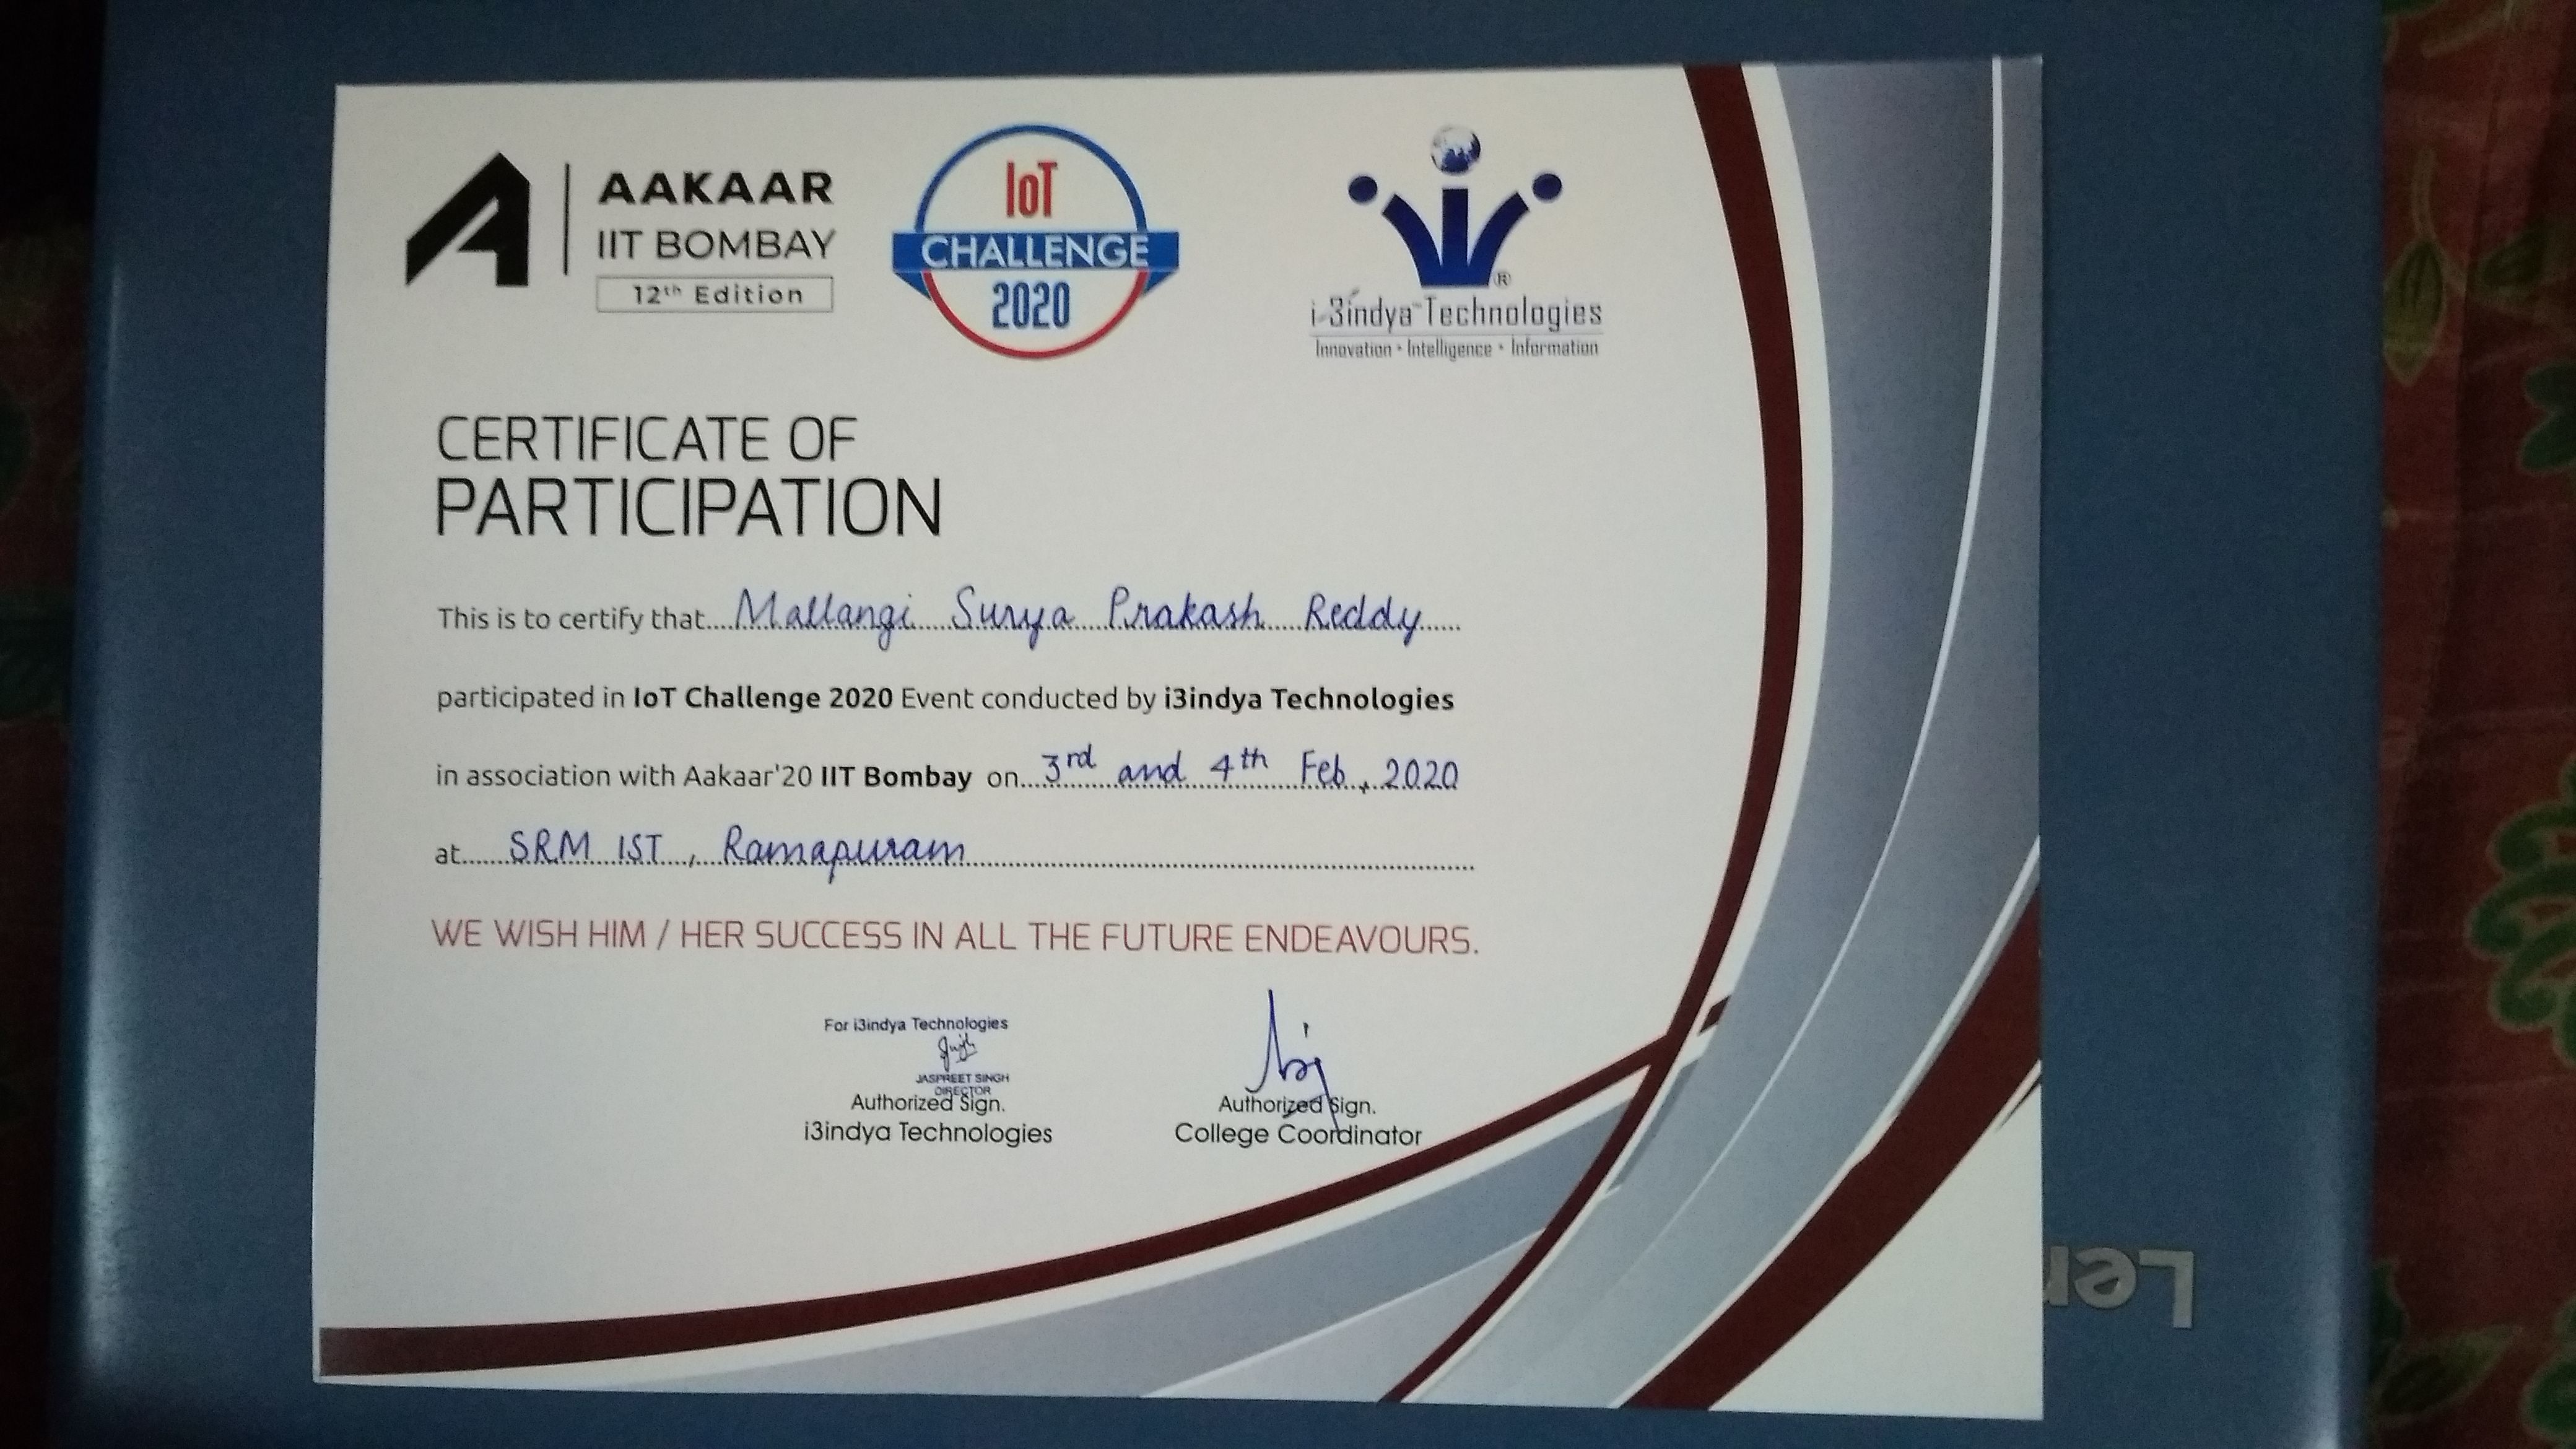 AAKAAR
IIT BOMBAY
12th Edition
IoT
CHALLENGE
2020
i-3indya™Technologies
Innovation • Intelligence • Information
CERTIFICATE OF
PARTICIPATION
This is to certify that....Mallangi Surya Prakash Reddy......
participated in IoT Challenge 2020 Event conducted by i3indya Technologies
in association with Aakaar'20 IIT Bombay on....3rd and 4th Feb, 2020
at......SRM IST, Ramapuram......
WE WISH HIM / HER SUCCESS IN ALL THE FUTURE ENDEAVOURS.
For i3indya Technologies
JASPREET SINGH
DIRECTOR
Authorized Sign.
i3indya Technologies
Authorized Sign.
College Coordinator